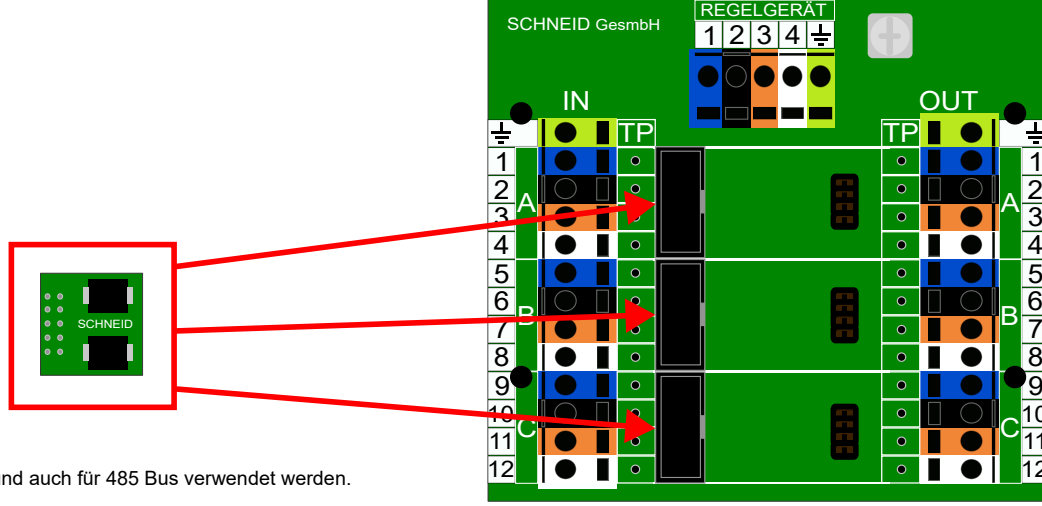 SCHNEID GesmbH
REGELGERÄT
1 2 3 4
IN
OUT
TP
TP
1
2
3
4
5
6
7
8
9
10
11
12
A
B
C
1
2
3
4
5
6
7
8
9
10
11
12
A
B
C
SCHNEID
und auch für 485 Bus verwendet werden.